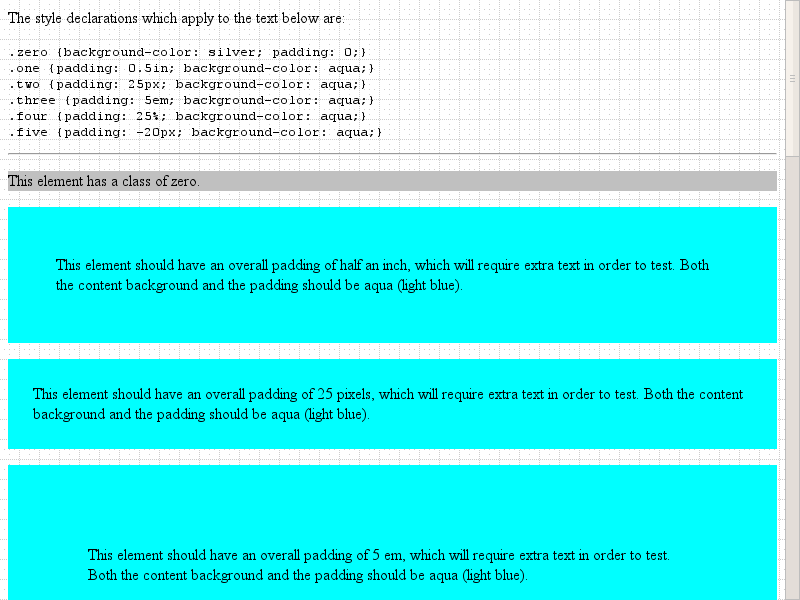 The style declarations which apply to the text below are:
.zero {background-color: silver; padding: 0;}
.one {padding: 0.5in; background-color: aqua;}
.two {padding: 25px; background-color: aqua;}
.three {padding: 5em; background-color: aqua;}
.four {padding: 25%; background-color: aqua;}
.five {padding: -20px; background-color: aqua;}
This element has a class of zero.
This element should have an overall padding of half an inch, which will require extra text in order to test. Both
the content background and the padding should be aqua (light blue).
This element should have an overall padding of 25 pixels, which will require extra text in order to test. Both the content
background and the padding should be aqua (light blue).
This element should have an overall padding of 5 em, which will require extra text in order to test.
Both the content background and the padding should be aqua (light blue).